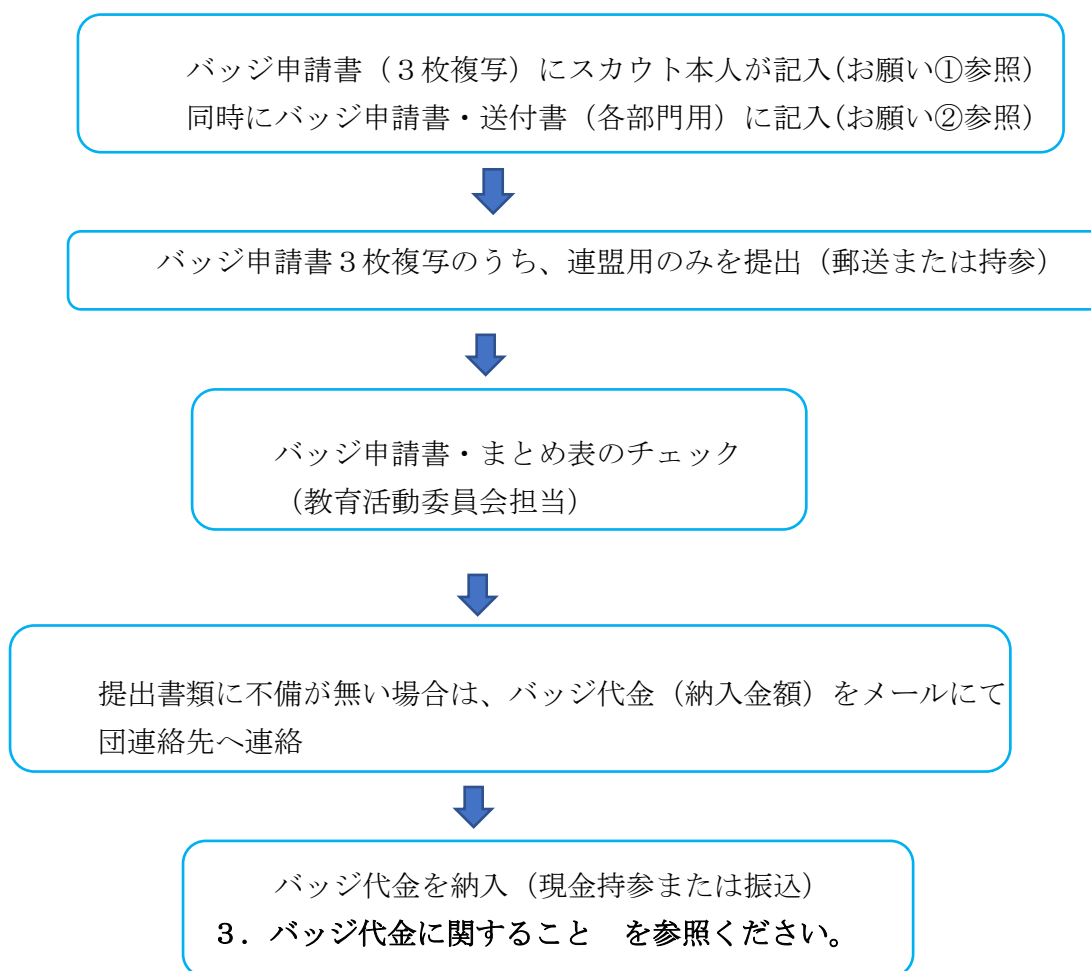 バッジ申請書（３枚複写）にスカウト本人が記入(お願い①参照)
同時にバッジ申請書・送付書（各部門用）に記入(お願い②参照)
バッジ申請書３枚複写のうち、連盟用のみを提出（郵送または持参）
バッジ申請書・まとめ表のチェック
（教育活動委員会担当）
提出書類に不備が無い場合は、バッジ代金（納入金額）をメールにて
団連絡先へ連絡
バッジ代金を納入（現金持参または振込）
３．バッジ代金に関すること　を参照ください。